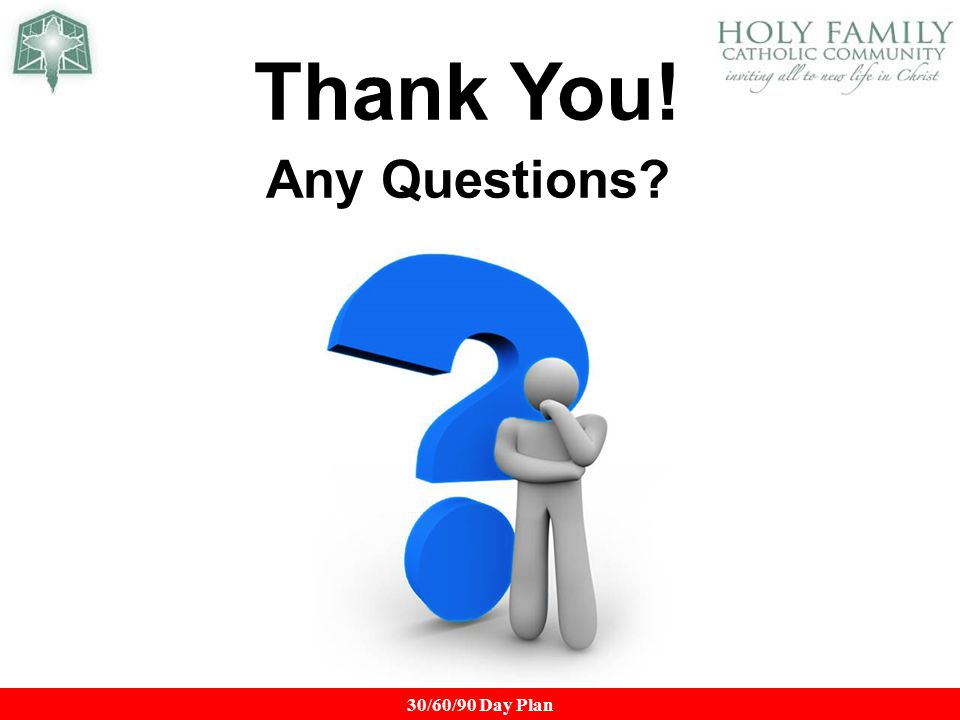 HOLY FAMILY
CATHOLIC COMMUNITY
inviting all to new life in Christ
Thank You!
Any Questions?
30/60/90 Day Plan